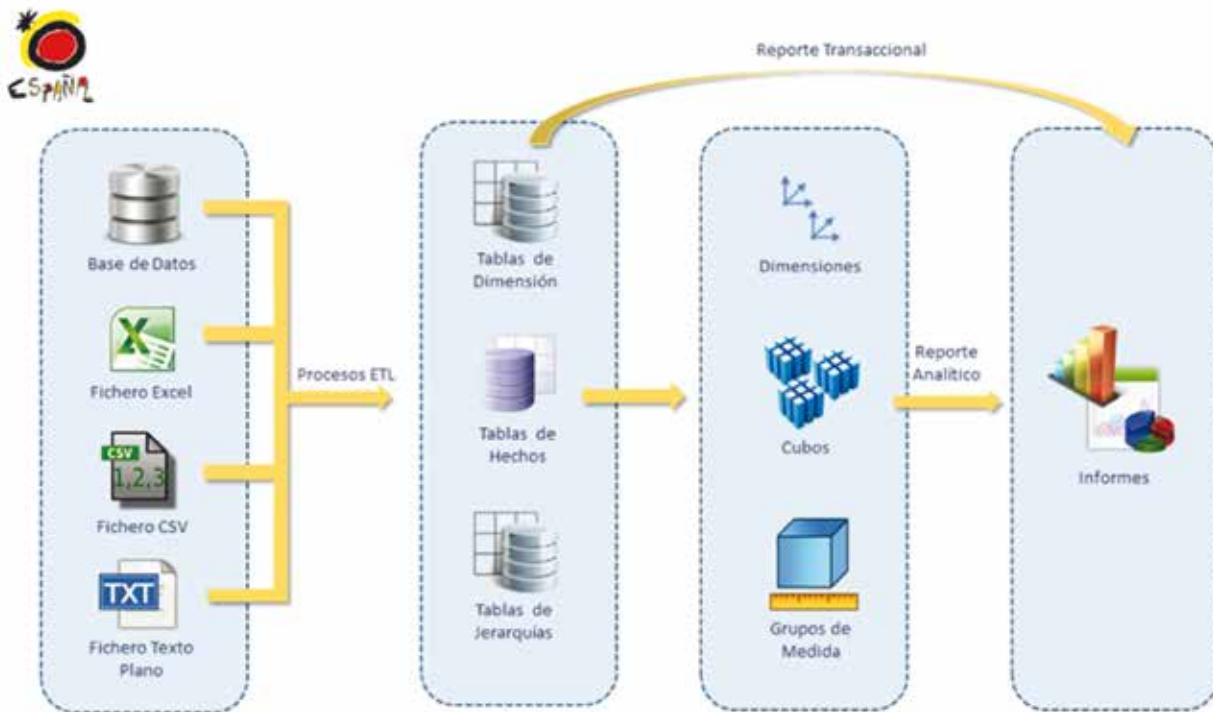 ESPAÑA
Reporte Transaccional
Base de Datos
Fichero Excel
CSV
1,2,3
Fichero CSV
TXT
Fichero Texto
Plano
Procesos ETL
Tablas de
Dimensión
Tablas de
Hechos
Tablas de
Jerarquías
Dimensiones
Cubos
Grupos de
Medida
Reporte
Analítico
Informes